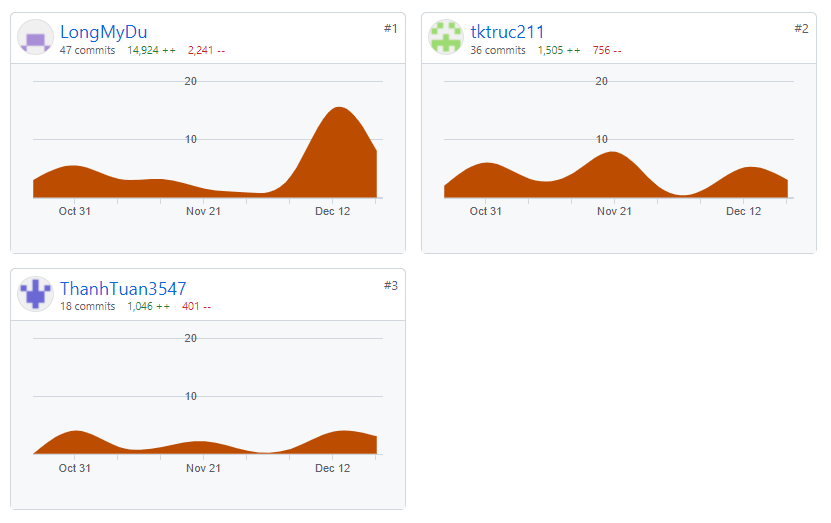 LongMyDu #1
47 commits 14,924 ++ 2,241 --
20
10
Oct 31 Nov 21 Dec 12
tktruc211 #2
36 commits 1,505 ++ 756 --
20
10
Oct 31 Nov 21 Dec 12
ThanhTuan3547 #3
18 commits 1,046 ++ 401 --
20
10
Oct 31 Nov 21 Dec 12